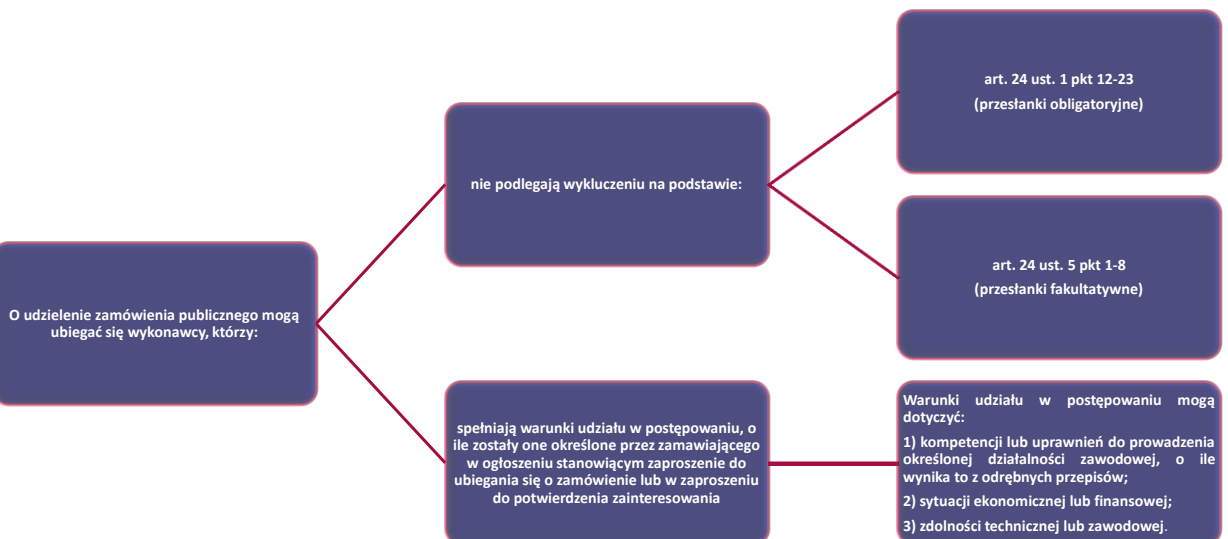 O udzielenie zamówienia publicznego mogą
ubiegać się wykonawcy, którzy:
nie podlegają wykluczeniu na podstawie:
art. 24 ust. 1 pkt 12-23
(przesłanki obligatoryjne)
art. 24 ust. 5 pkt 1-8
(przesłanki fakultatywne)
spełniają warunki udziału w postępowaniu, o
ile zostały one określone przez zamawiającego
w ogłoszeniu stanowiącym zaproszenie do
ubiegania się o zamówienie lub w zaproszeniu
do potwierdzenia zainteresowania
Warunki udziału w postępowaniu mogą
dotyczyć:
1) kompetencji lub uprawnień do prowadzenia
określonej działalności zawodowej, o ile
wynika to z odrębnych przepisów;
2) sytuacji ekonomicznej lub finansowej;
3) zdolności technicznej lub zawodowej.